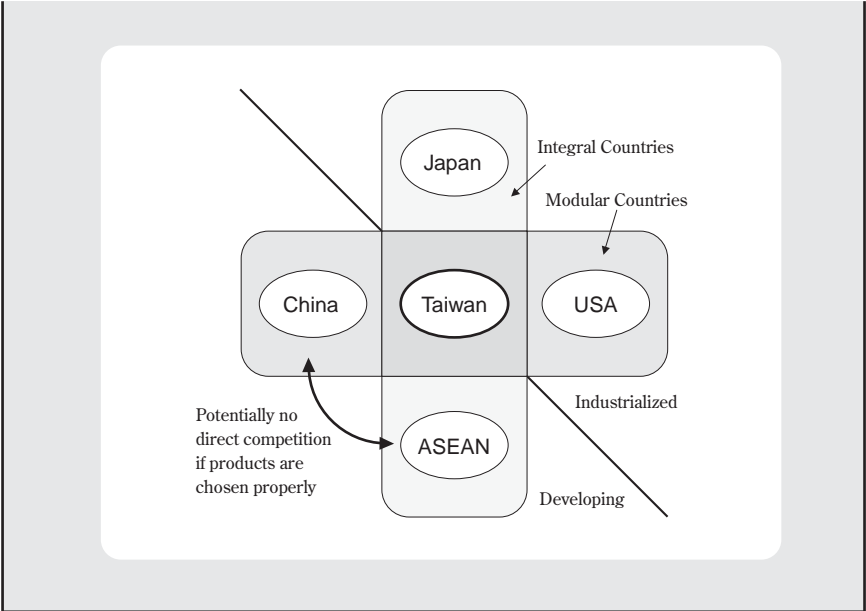 Japan
Integral Countries
Modular Countries
China
Taiwan
USA
Industrialized
Potentially no
direct competition
if products are
chosen properly
ASEAN
Developing